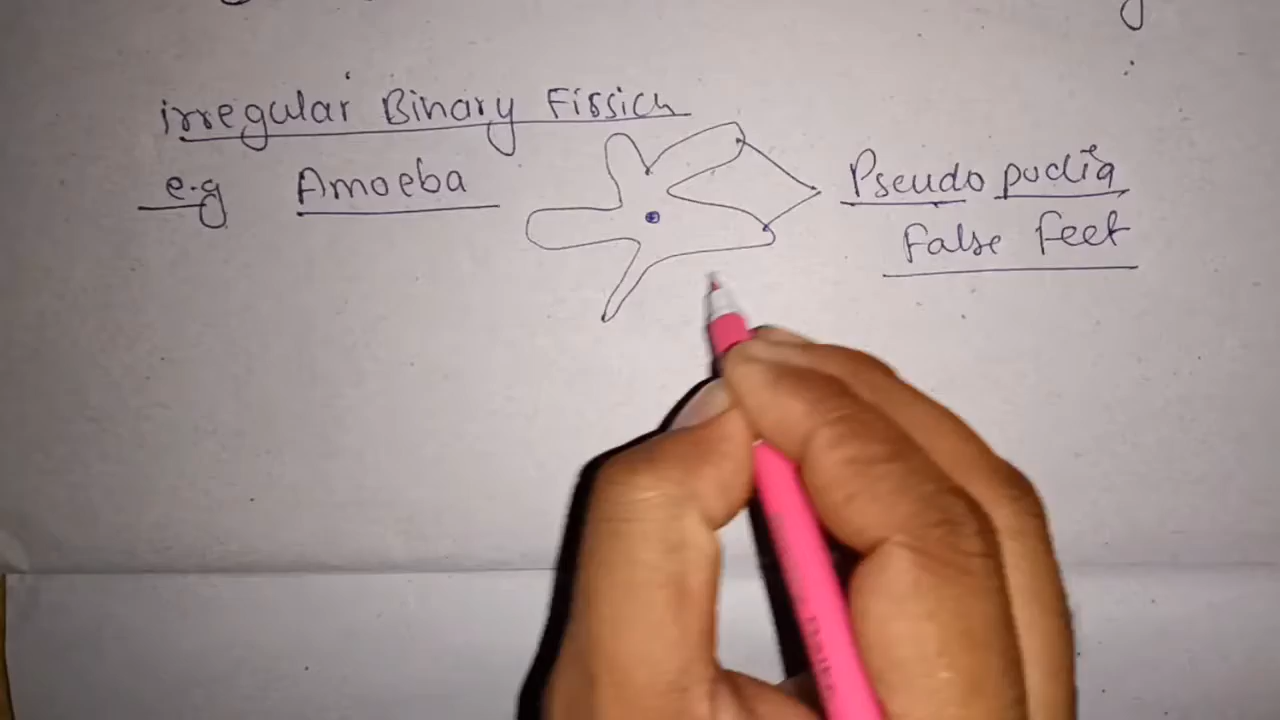 irregular Binary Fission
e.g Amoeba
Pseudo podia
False Feet